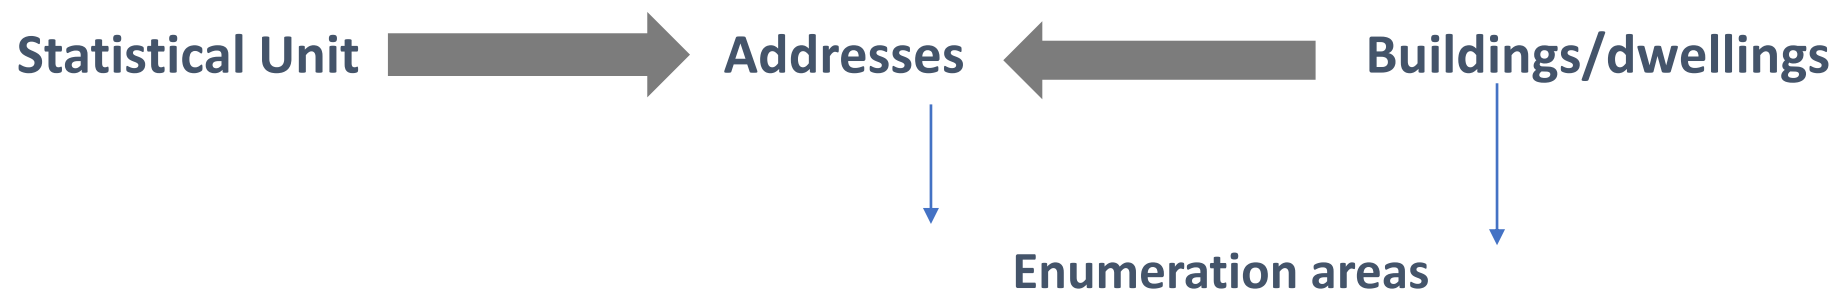 Statistical Unit
Addresses
Buildings/dwellings
Enumeration areas